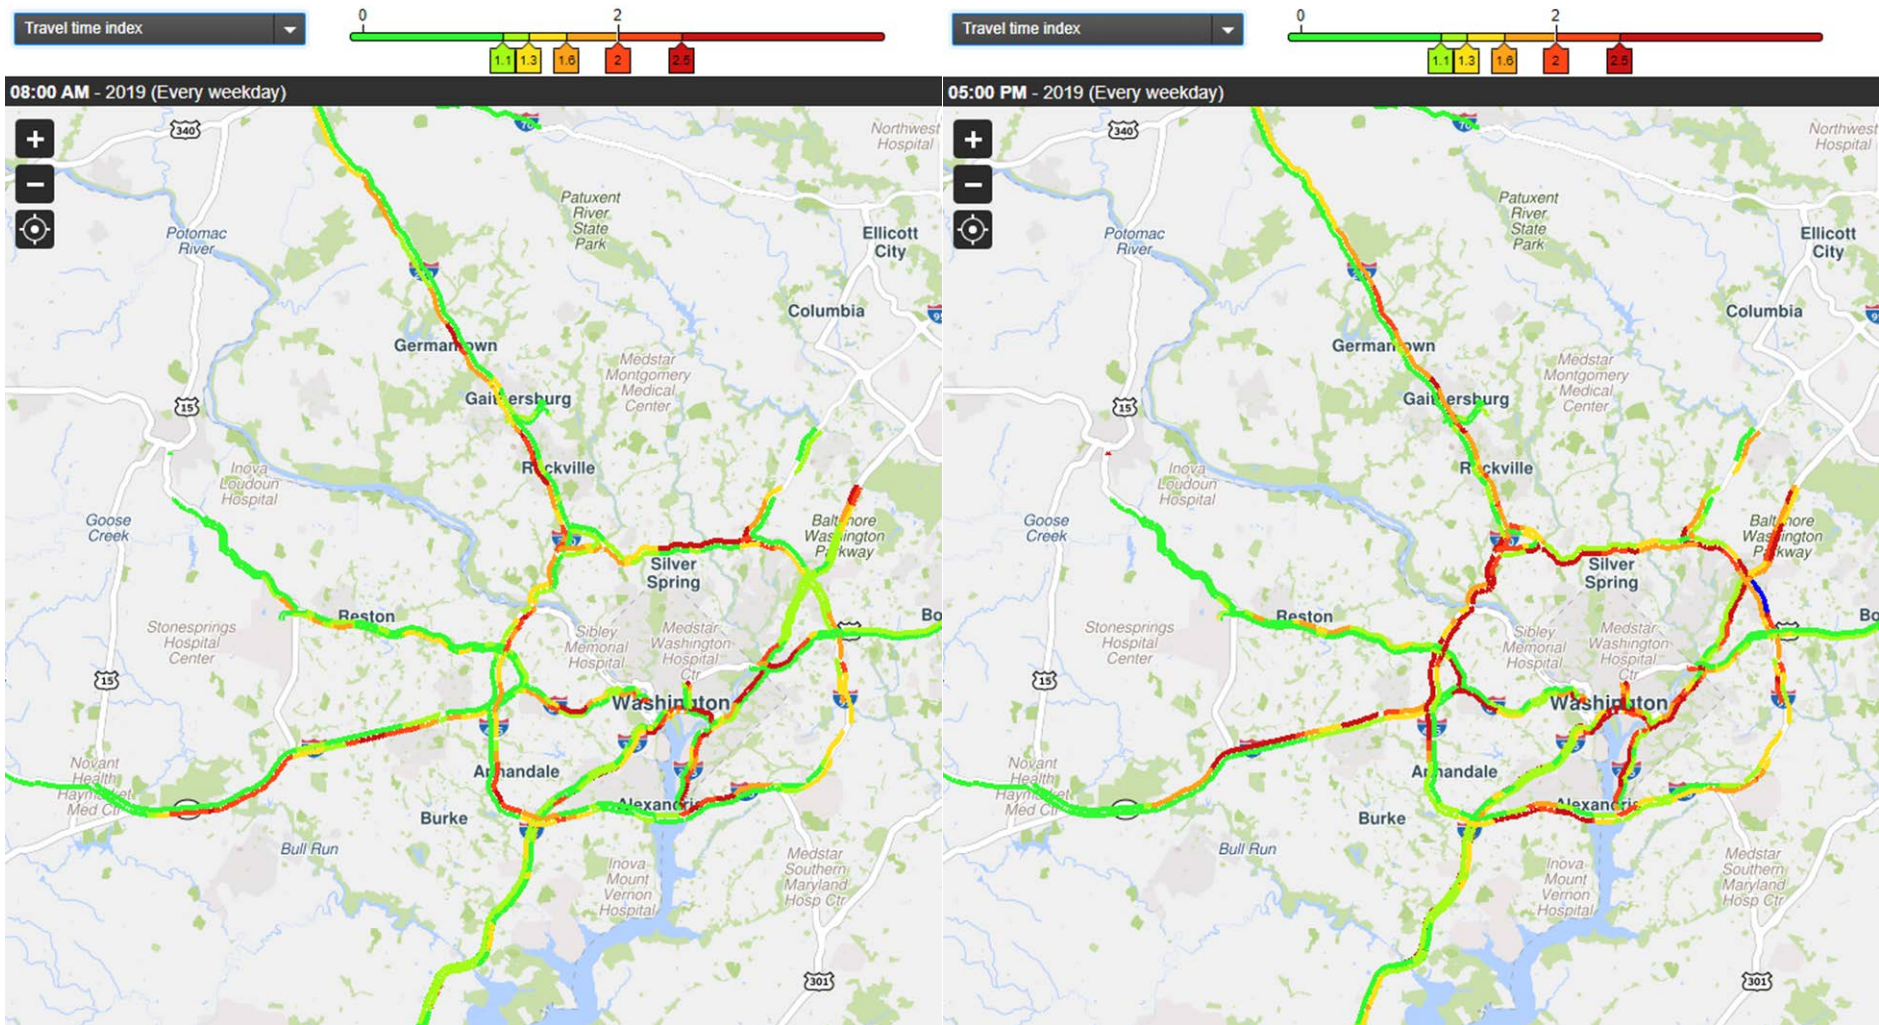 Travel time index
0
2
1.1
1.3
1.6
2
2.5
08:00 AM - 2019 (Every weekday)
+
−
340
70
Northwest
Hospital
Patuxent
River
State
Park
Potomac
River
Ellicott
City
Columbia
Germantown
Medstar
Montgomery
Medical
Center
Gaithersburg
15
Rockville
Inova
Loudoun
Hospital
Goose
Creek
Baltimore
Washington
Parkway
Silver
Spring
Reston
Bo
Stonesprings
Hospital
Center
Sibley
Memorial
Hospital
Medstar
Washington
Hospital
Ctr
15
Washington
Novant
Health
Haymarket
Med Ctr
Annandale
Alexandria
Burke
Bull Run
Inova
Mount
Vernon
Hospital
Medstar
Southern
Maryland
Hosp Ctr
301
Travel time index
0
2
1.1
1.3
1.6
2
2.5
05:00 PM - 2019 (Every weekday)
+
−
340
70
Northwest
Hospital
Patuxent
River
State
Park
Potomac
River
Ellicott
City
Columbia
Germantown
Medstar
Montgomery
Medical
Center
Gaithersburg
15
Rockville
Inova
Loudoun
Hospital
Goose
Creek
Baltimore
Washington
Parkway
Silver
Spring
Reston
Bo
Stonesprings
Hospital
Center
Sibley
Memorial
Hospital
Medstar
Washington
Hospital
Ctr
15
Washington
Novant
Health
Haymarket
Med Ctr
Annandale
Alexandria
Burke
Bull Run
Inova
Mount
Vernon
Hospital
Medstar
Southern
Maryland
Hosp Ctr
301